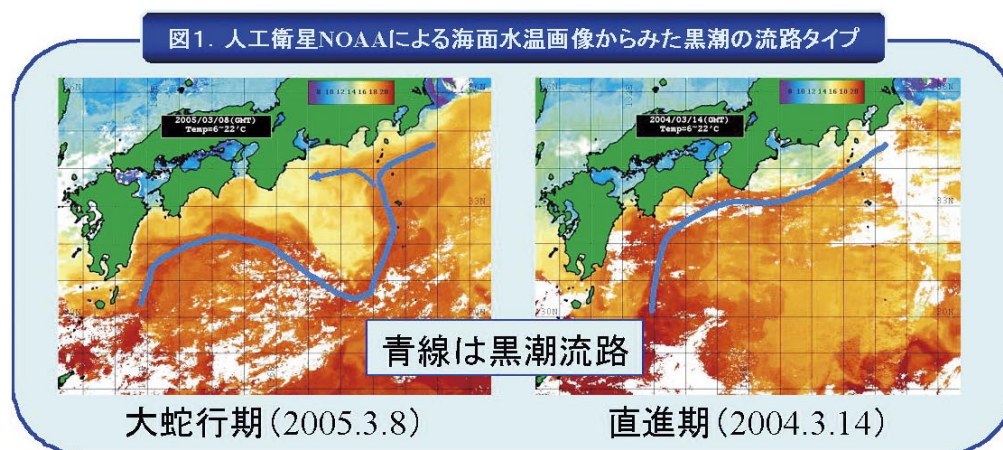 図1. 人工衛星NOAAによる海面水温画像からみた黒潮の流路タイプ
8 10 12 14 16 18 20
2005/03/08(GMT)
Temp=6~22℃
33N
8 10 12 14 16 18 20
2004/03/14(GMT)
Temp=6~22℃
33N
30N
青線は黒潮流路
大蛇行期(2005.3.8)
直進期(2004.3.14)